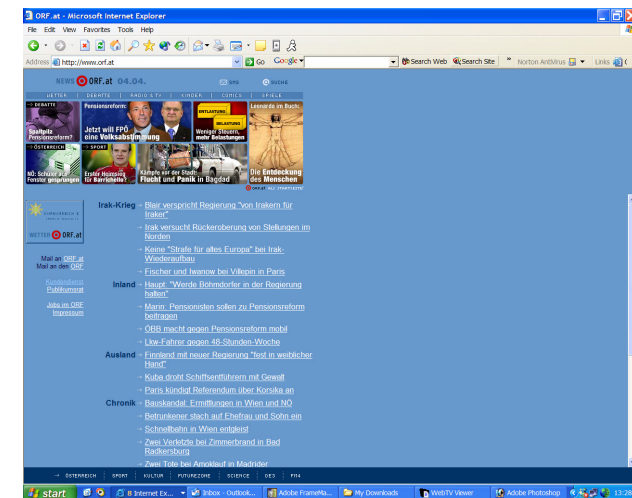 ORF.at - Microsoft Internet Explorer
File Edit View Favorites Tools Help
Address http://www.orf.at Go Google Search Web Search Site Norton AntiVirus Links
NEWS ORF.at 04.04. SMS SUCHE
WETTER DEBATTE RADIO & TV KINDER COMICS SPIELE
DEBATTE
Spaltpilz
Pensionsreform?
Pensionsreform:
Jetzt will FPÖ
eine Volksabstimmung
ENTLASTUNG
BELASTUNG
Weniger Steuern,
mehr Belastungen
Leonardo im Buch:
Die Entdeckung
des Menschen
ÖSTERREICH
NÖ: Schüler aus
Fenster gesprungen
SPORT
Erster Heimsieg
für Barrichello?
Kämpfe vor der Stadt:
Flucht und Panik in Bagdad
ORF.at ALS STARTSEITE
WETTER ORF.at
Mail an ORF.at
Mail an den ORF
Kundendienst
Publikumsrat
Jobs im ORF
Impressum
Irak-Krieg → Blair verspricht Regierung "von Irakern für
Iraker"
→ Irak versucht Rückeroberung von Stellungen im
Norden
→ Keine "Strafe für altes Europa" bei Irak-
Wiederaufbau
→ Fischer und Iwanow bei Villepin in Paris
Inland → Haupt: "Werde Böhmdorfer in der Regierung
halten"
→ Marin: Pensionisten sollen zu Pensionsreform
beitragen
→ ÖBB macht gegen Pensionsreform mobil
→ Lkw-Fahrer gegen 48-Stunden-Woche
Ausland → Finnland mit neuer Regierung "fest in weiblicher
Hand"
→ Kuba droht Schiffsentführern mit Gewalt
→ Paris kündigt Referendum über Korsika an
Chronik → Bauskandal: Ermittlungen in Wien und NÖ
→ Betrunkener stach auf Ehefrau und Sohn ein
→ Schnellbahn in Wien entgleist
→ Zwei Verletzte bei Zimmerbrand in Bad
Radkersburg
→ Zwei Tote bei Amoklauf in Madrider
→ ÖSTERREICH SPORT KULTUR FUTUREZONE SCIENCE OE3 FM4
start 8 Internet Ex... Inbox - Outlook... Adobe FrameMa... My Downloads WebTV Viewer Adobe Photoshop 13:28